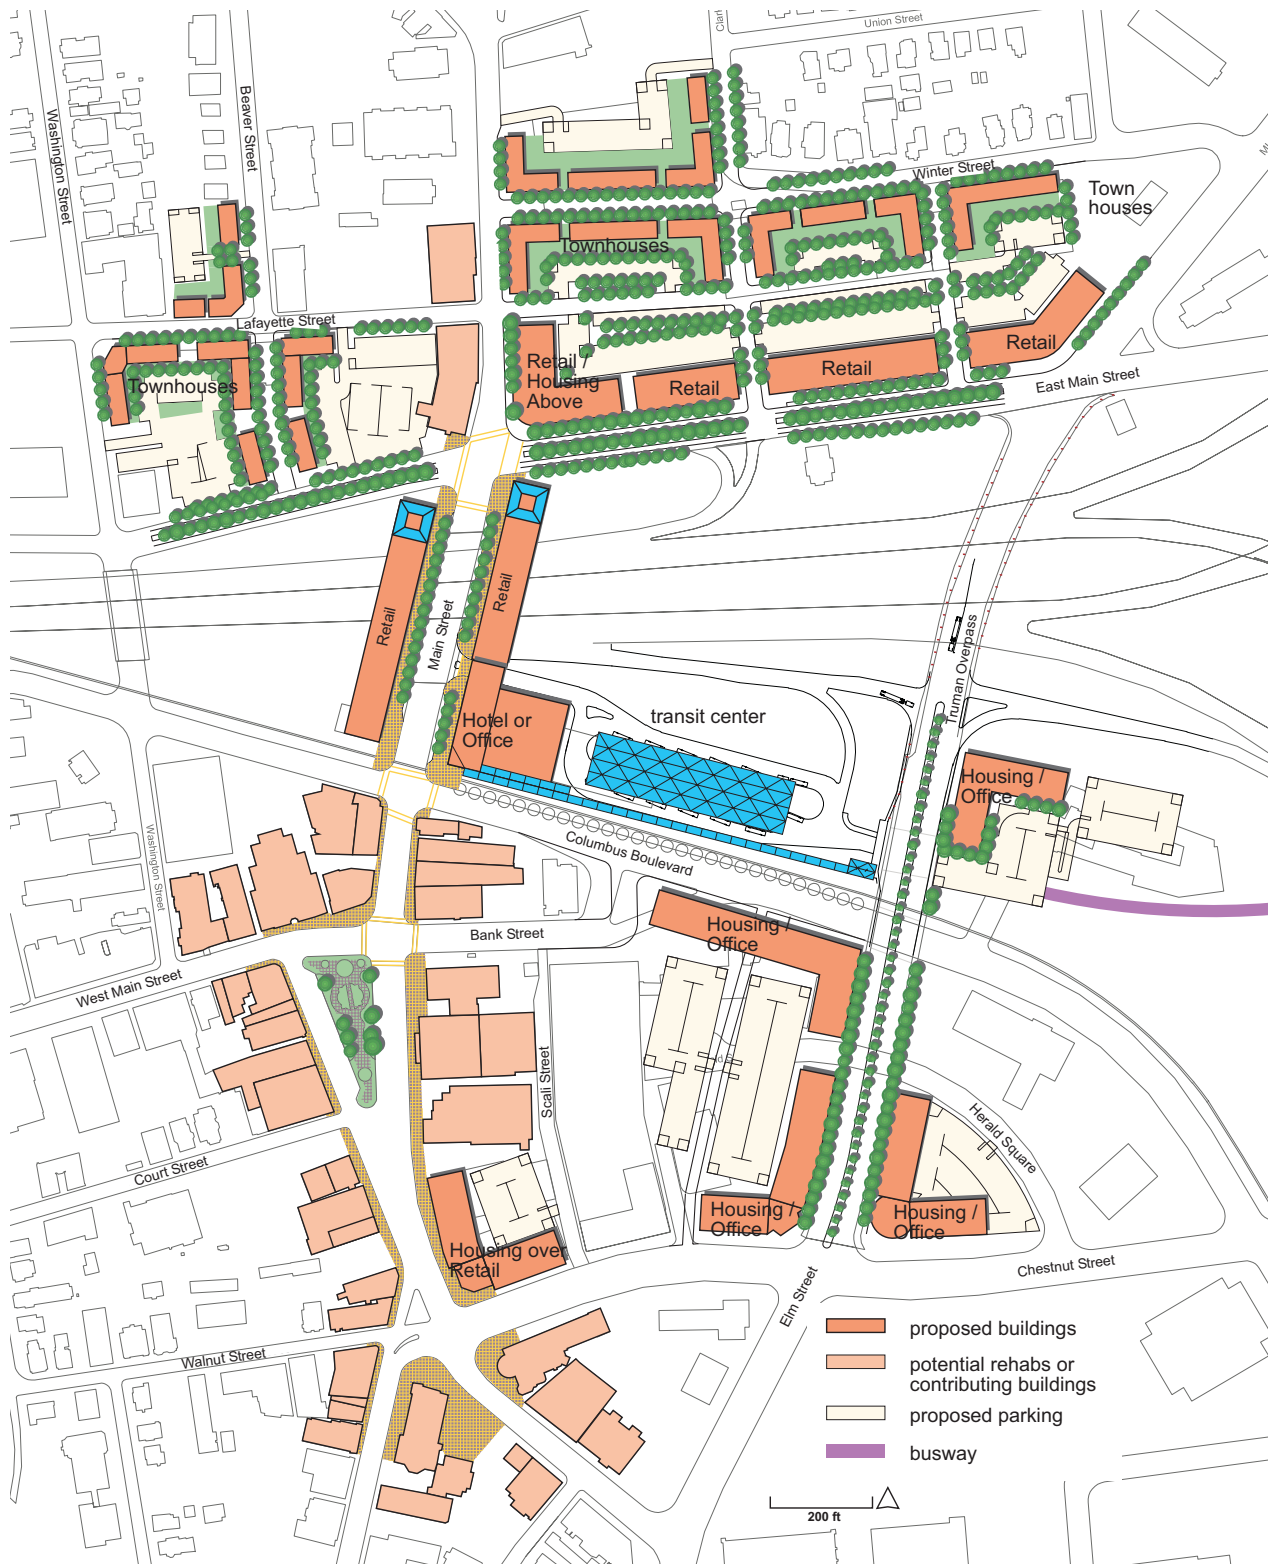 Union Street
Clar
Washington Street
Beaver Street
Winter Street
Town
houses
Townhouses
Lafayette Street
Townhouses
Retail /
Housing
Above
Retail
Retail
Retail
East Main Street
Retail
Main Street
Retail
Truman Overpass
Hotel or
Office
transit center
Housing /
Office
Washington Street
Columbus Boulevard
Bank Street
Housing /
Office
West Main Street
Scali Street
Herald Square
Court Street
Housing /
Office
Housing /
Office
Housing over
Retail
Chestnut Street
Elm Street
Walnut Street
proposed buildings
potential rehabs or
contributing buildings
proposed parking
busway
200 ft